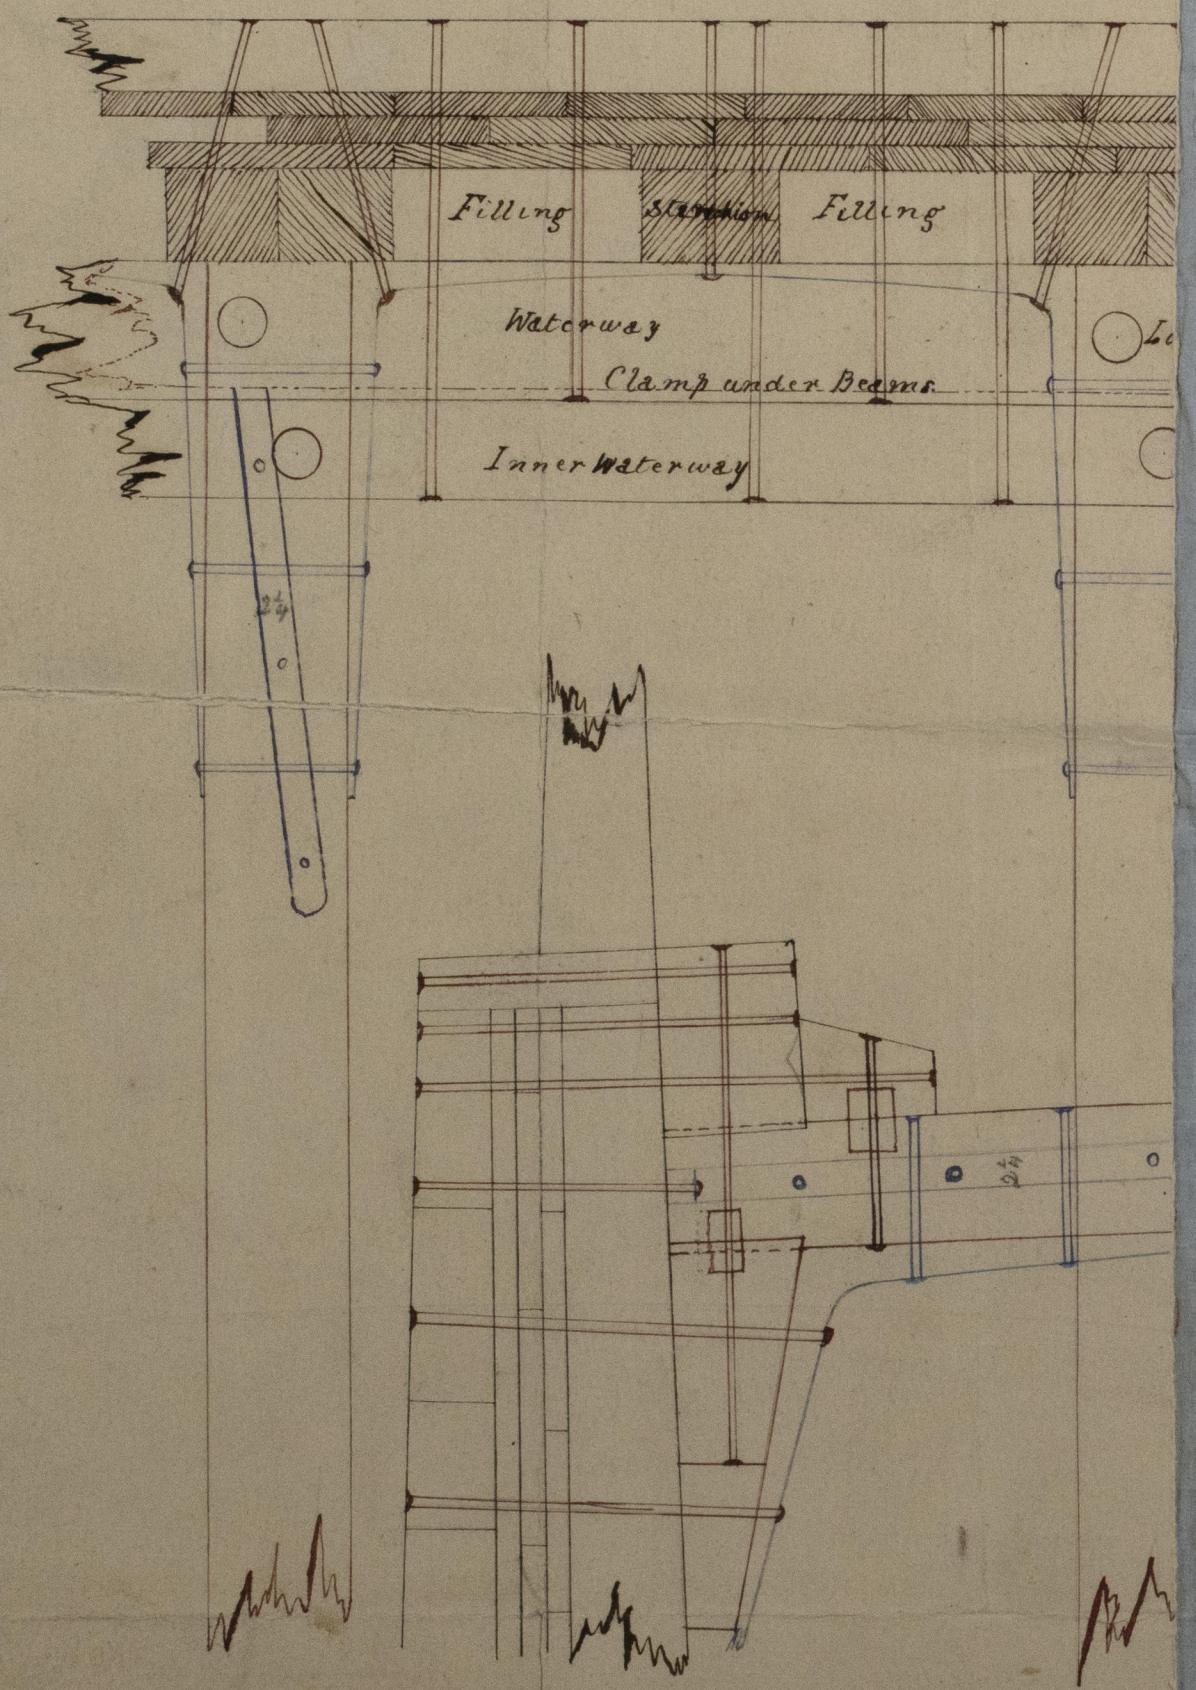 Filling Stanchion Filling
Waterway
Clamp under Beams.
Inner Waterway
2¼
2¼